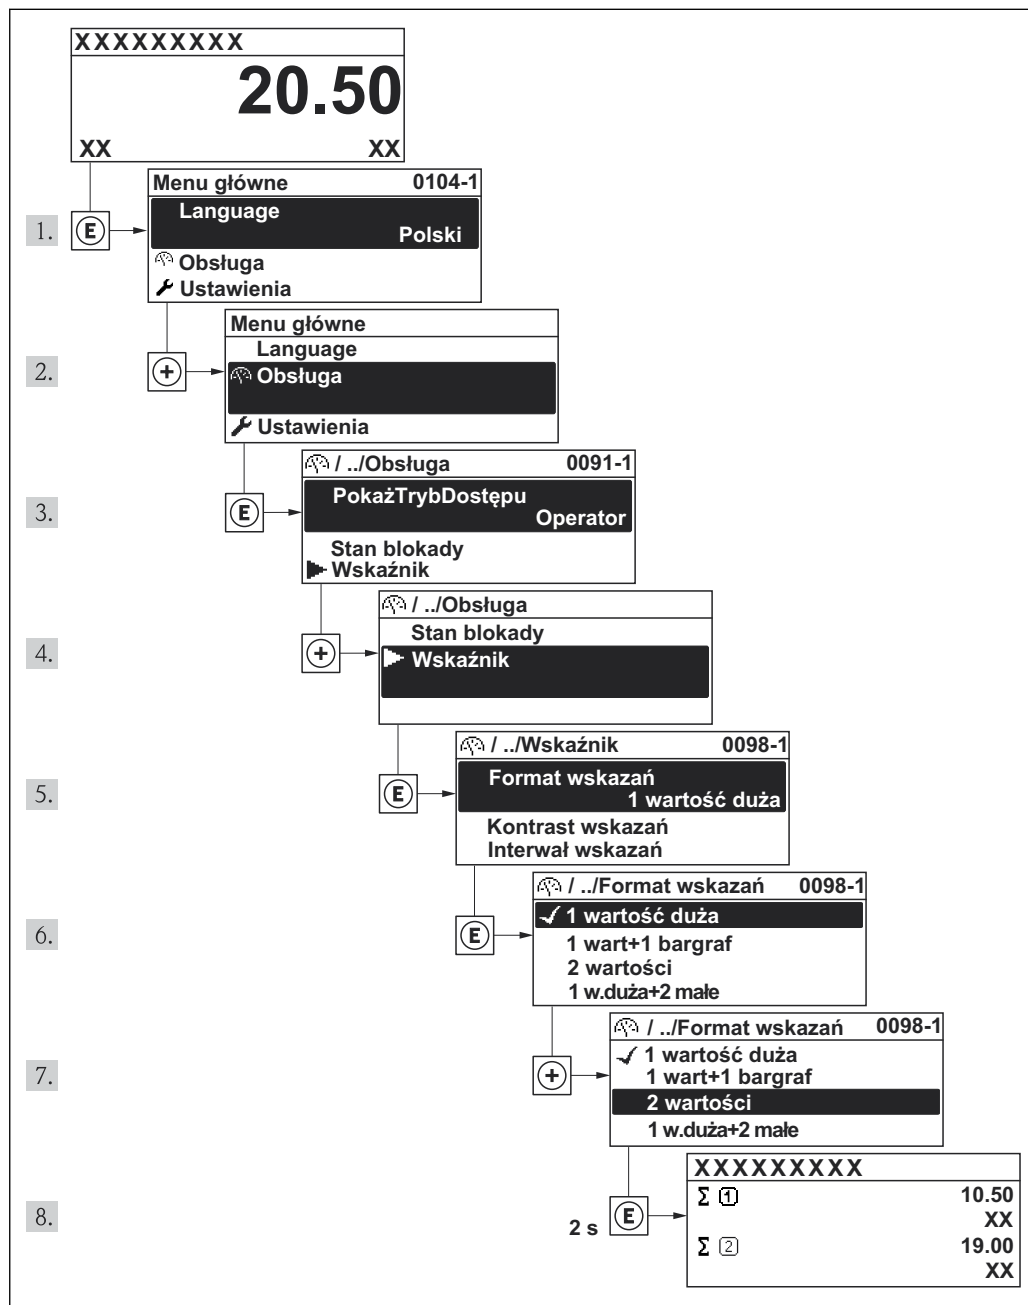 XXXXXXXXX
20.50
XX XX
1.
E
Menu główne 0104-1
Language
Polski
Obsługa
Ustawienia
2.
+
Menu główne
Language
Obsługa
Ustawienia
3.
E
/ ../Obsługa 0091-1
PokażTrybDostępu
Operator
Stan blokady
Wskaźnik
4.
+
/ ../Obsługa
Stan blokady
Wskaźnik
5.
E
/ ../Wskaźnik 0098-1
Format wskazań
1 wartość duża
Kontrast wskazań
Interwał wskazań
6.
E
/ ../Format wskazań 0098-1
1 wartość duża
1 wart+1 bargraf
2 wartości
1 w.duża+2 małe
7.
+
/ ../Format wskazań 0098-1
1 wartość duża
1 wart+1 bargraf
2 wartości
1 w.duża+2 małe
8.
2 s
E
XXXXXXXXX
Σ 1 10.50
XX
Σ 2 19.00
XX